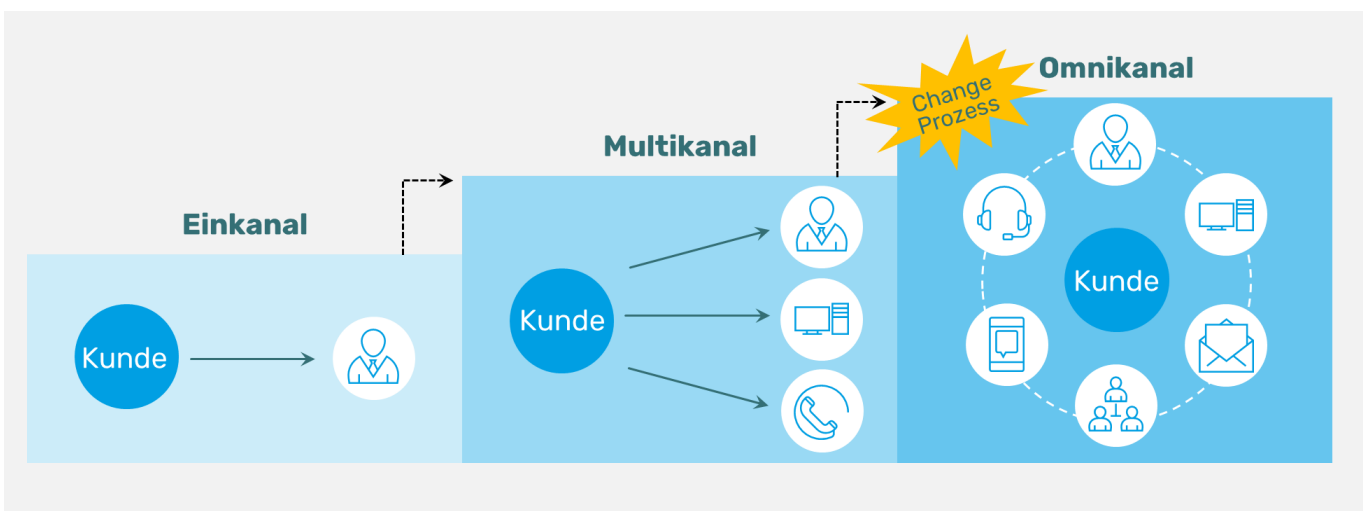 Einkanal
Kunde
Multikanal
Kunde
Change
Prozess
Omnikanal
Kunde